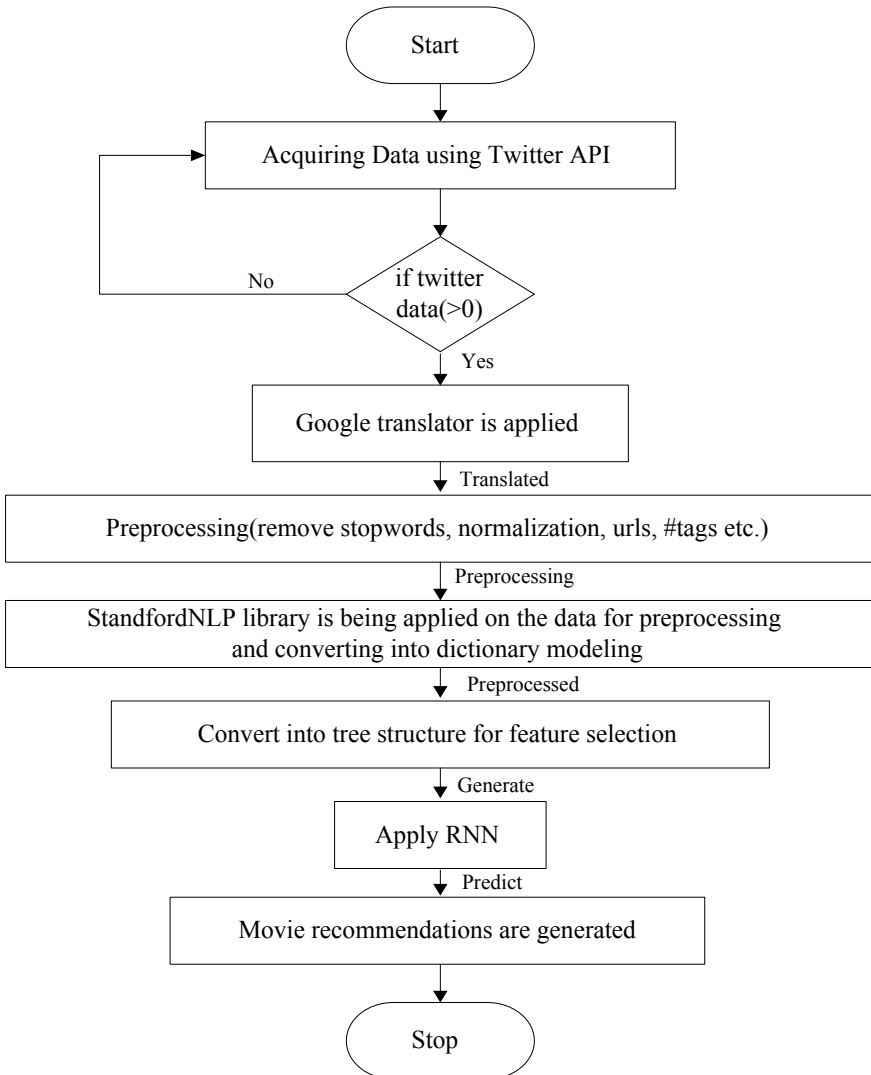 Start
Acquiring Data using Twitter API
if twitter
data(>0)
No
Yes
Google translator is applied
Translated
Preprocessing(remove stopwords, normalization, urls, #tags etc.)
Preprocessing
StandfordNLP library is being applied on the data for preprocessing
and converting into dictionary modeling
Preprocessed
Convert into tree structure for feature selection
Generate
Apply RNN
Predict
Movie recommendations are generated
Stop